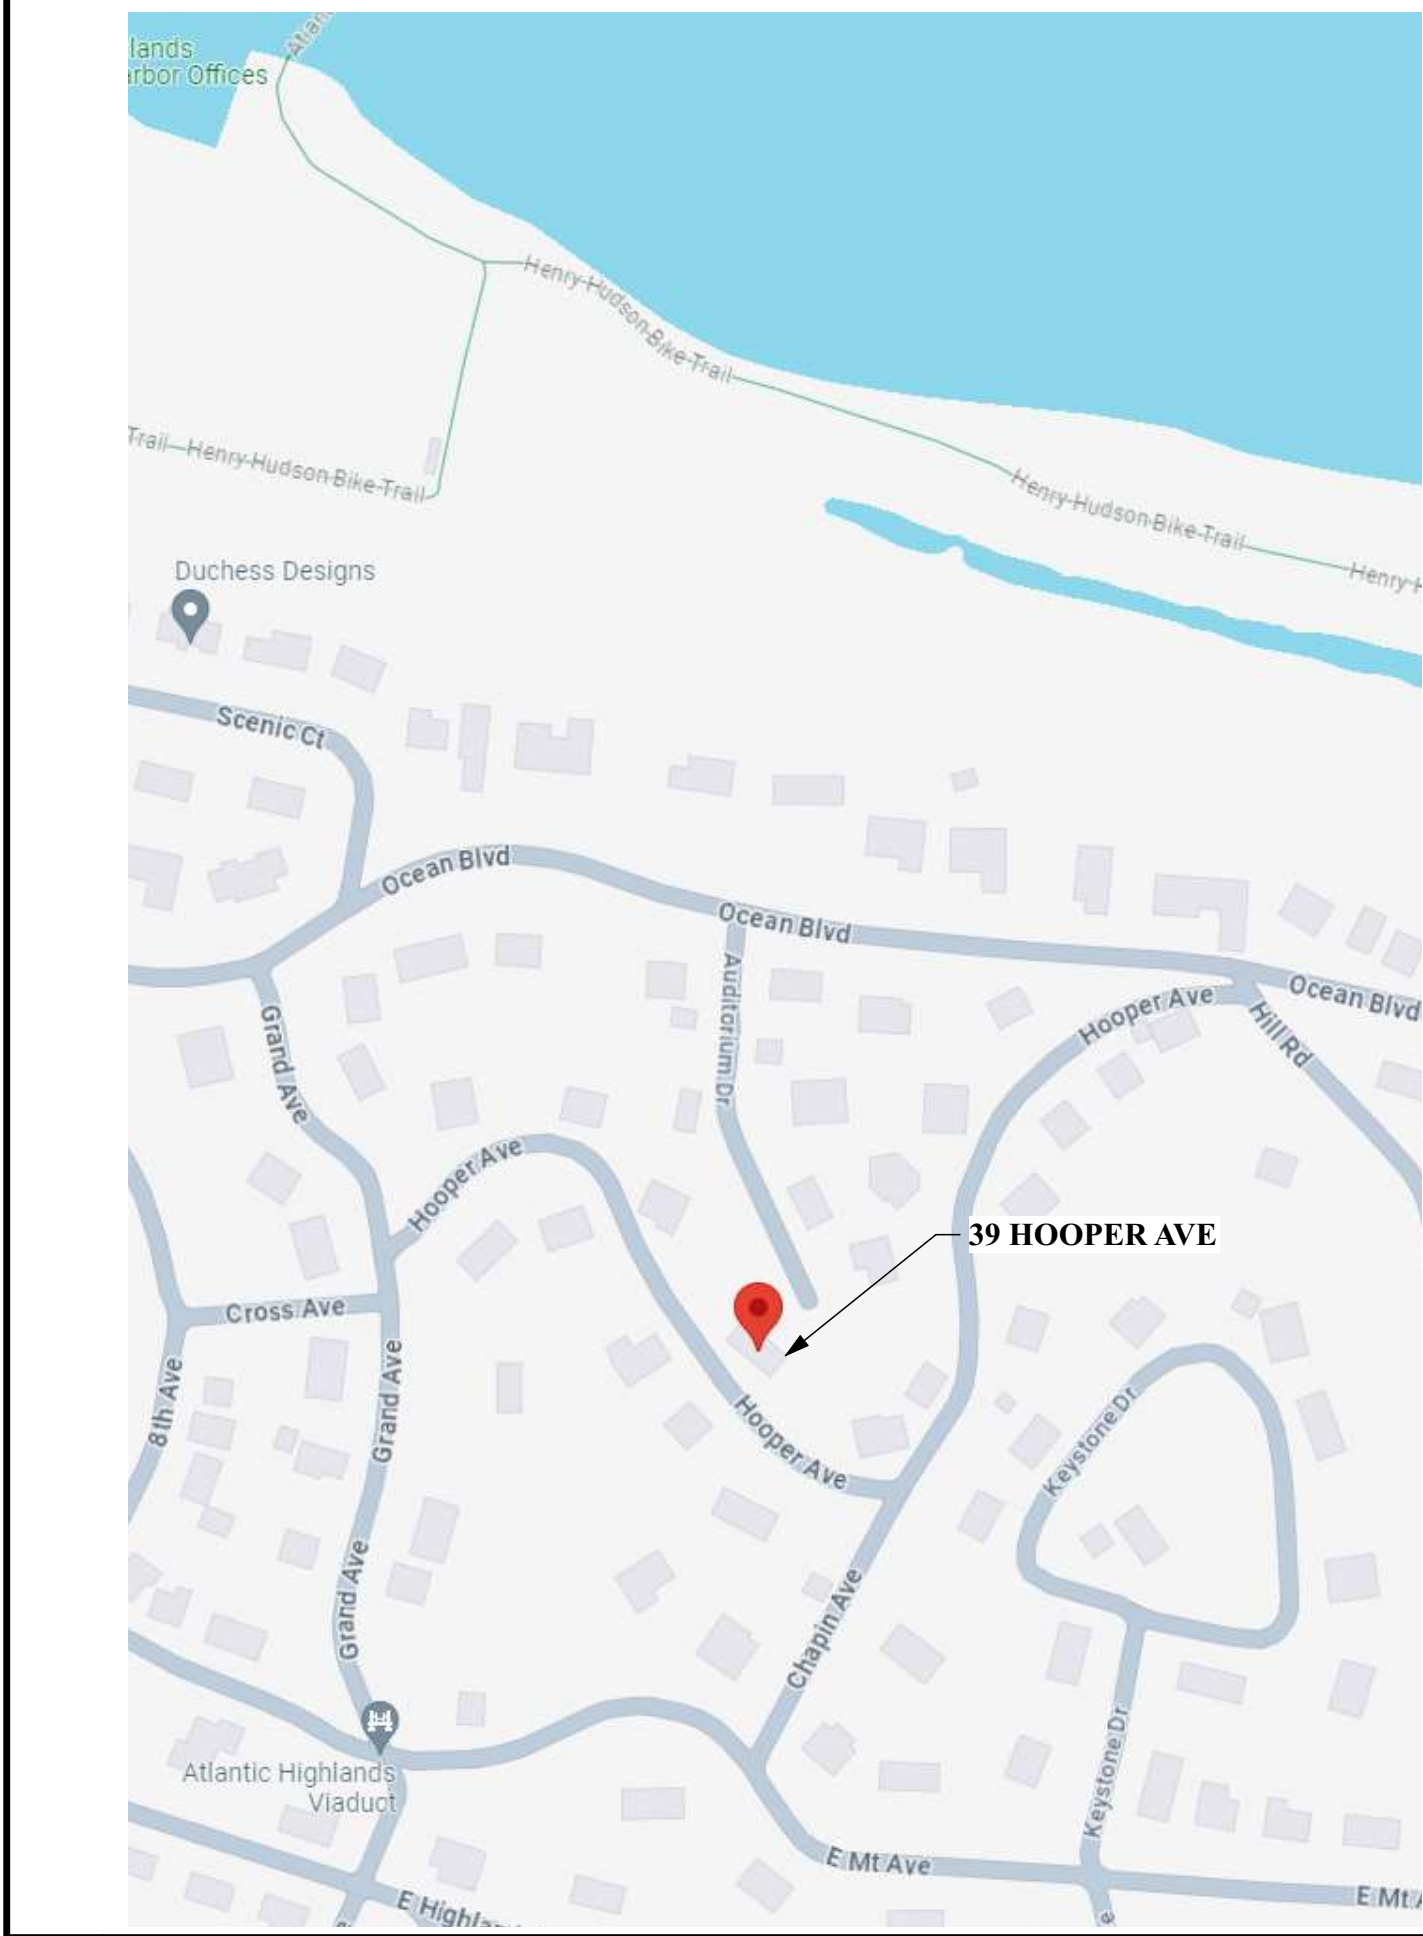 lands
arbor Offices
Henry Hudson Bike Trail
Trail
Henry Hudson Bike Trail
Henry Hudson Bike Trail
Henry H
Duchess Designs
Scenic Ct
Ocean Blvd
Ocean Blvd
Ocean Blvd
Auditorium Dr
Hooper Ave
Hill Rd
Grand Ave
Hooper Ave
39 HOOPER AVE
Cross Ave
8th Ave
Grand Ave
Hooper Ave
Keystone Dr
Grand Ave
Chapin Ave
Keystone Dr
Atlantic Highlands
Viaduct
E Mt Ave
E Mt A
E Highlan